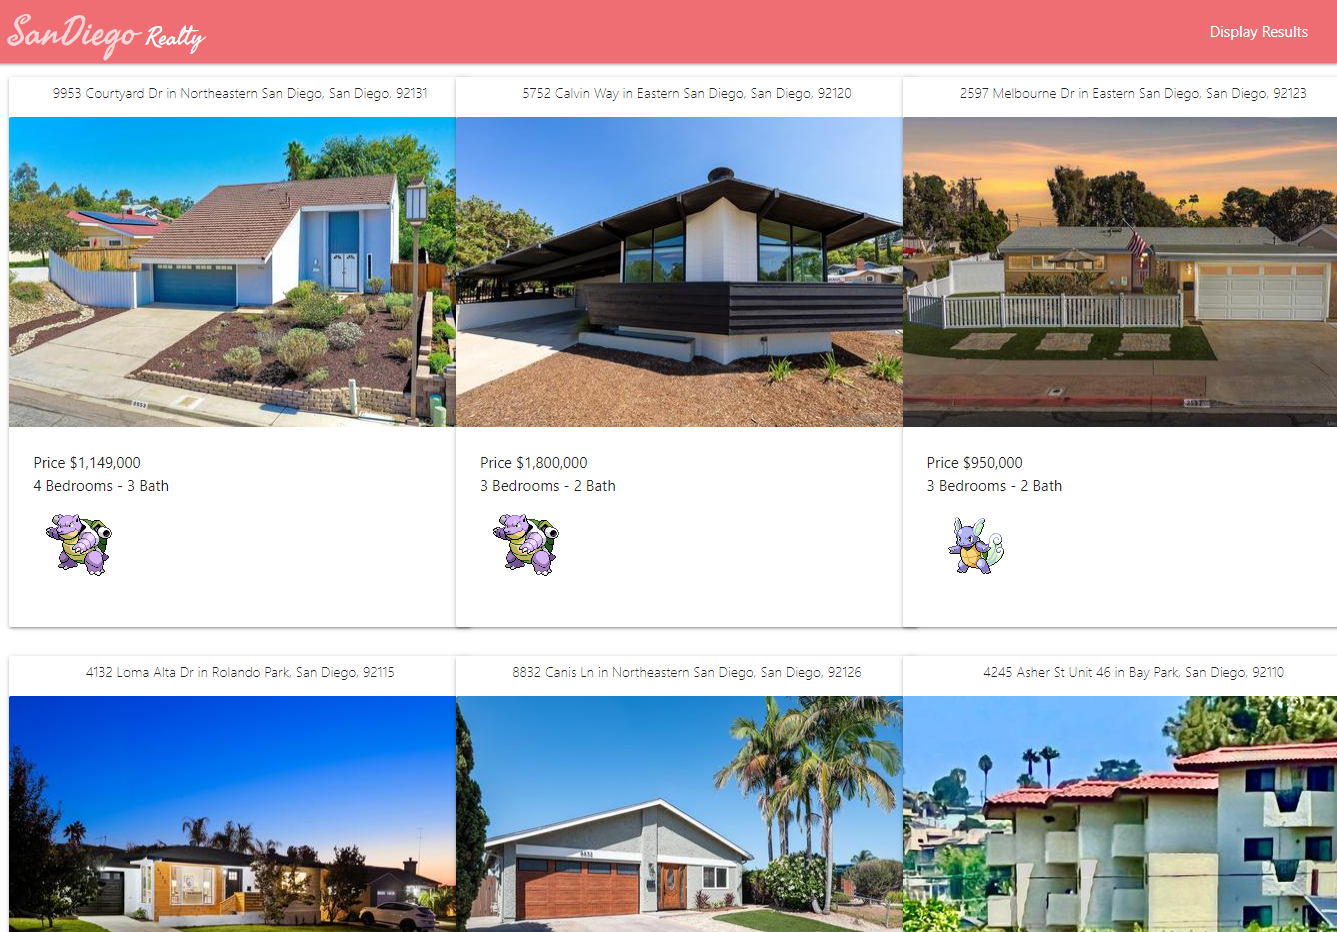 SanDiego Realty
Display Results
9953 Courtyard Dr in Northeastern San Diego, San Diego, 92131
5752 Calvin Way in Eastern San Diego, San Diego, 92120
2597 Melbourne Dr in Eastern San Diego, San Diego, 92123
Price $1,149,000
4 Bedrooms - 3 Bath
Price $1,800,000
3 Bedrooms - 2 Bath
Price $950,000
3 Bedrooms - 2 Bath
4132 Loma Alta Dr in Rolando Park, San Diego, 92115
8832 Canis Ln in Northeastern San Diego, San Diego, 92126
4245 Asher St Unit 46 in Bay Park, San Diego, 92110